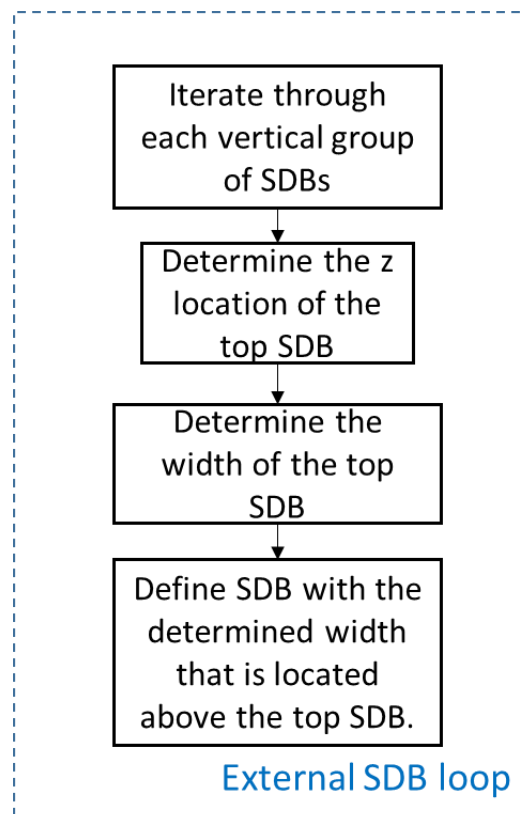 Iterate through
each vertical group
of SDBs
Determine the z
location of the
top SDB
Determine the
width of the top
SDB
Define SDB with the
determined width
that is located
above the top SDB.
External SDB loop